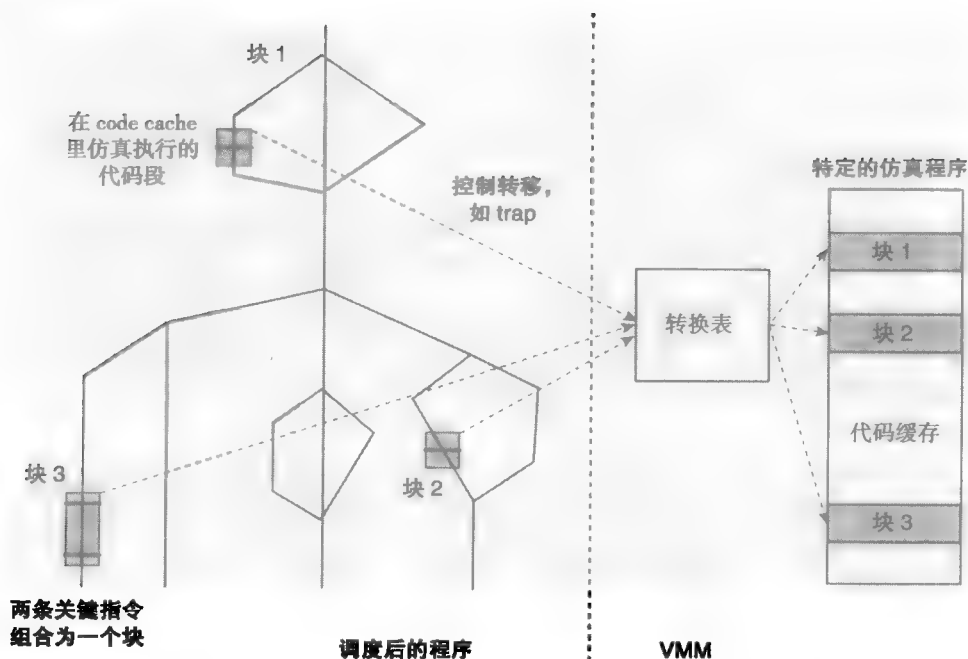 块 1
在 code cache
里仿真执行的
代码段
控制转移，
如 trap
特定的仿真程序
块 1
转换表
块 2
代码缓存
块 3
块 2
块 3
两条关键指令
组合为一个块
调度后的程序
VMM